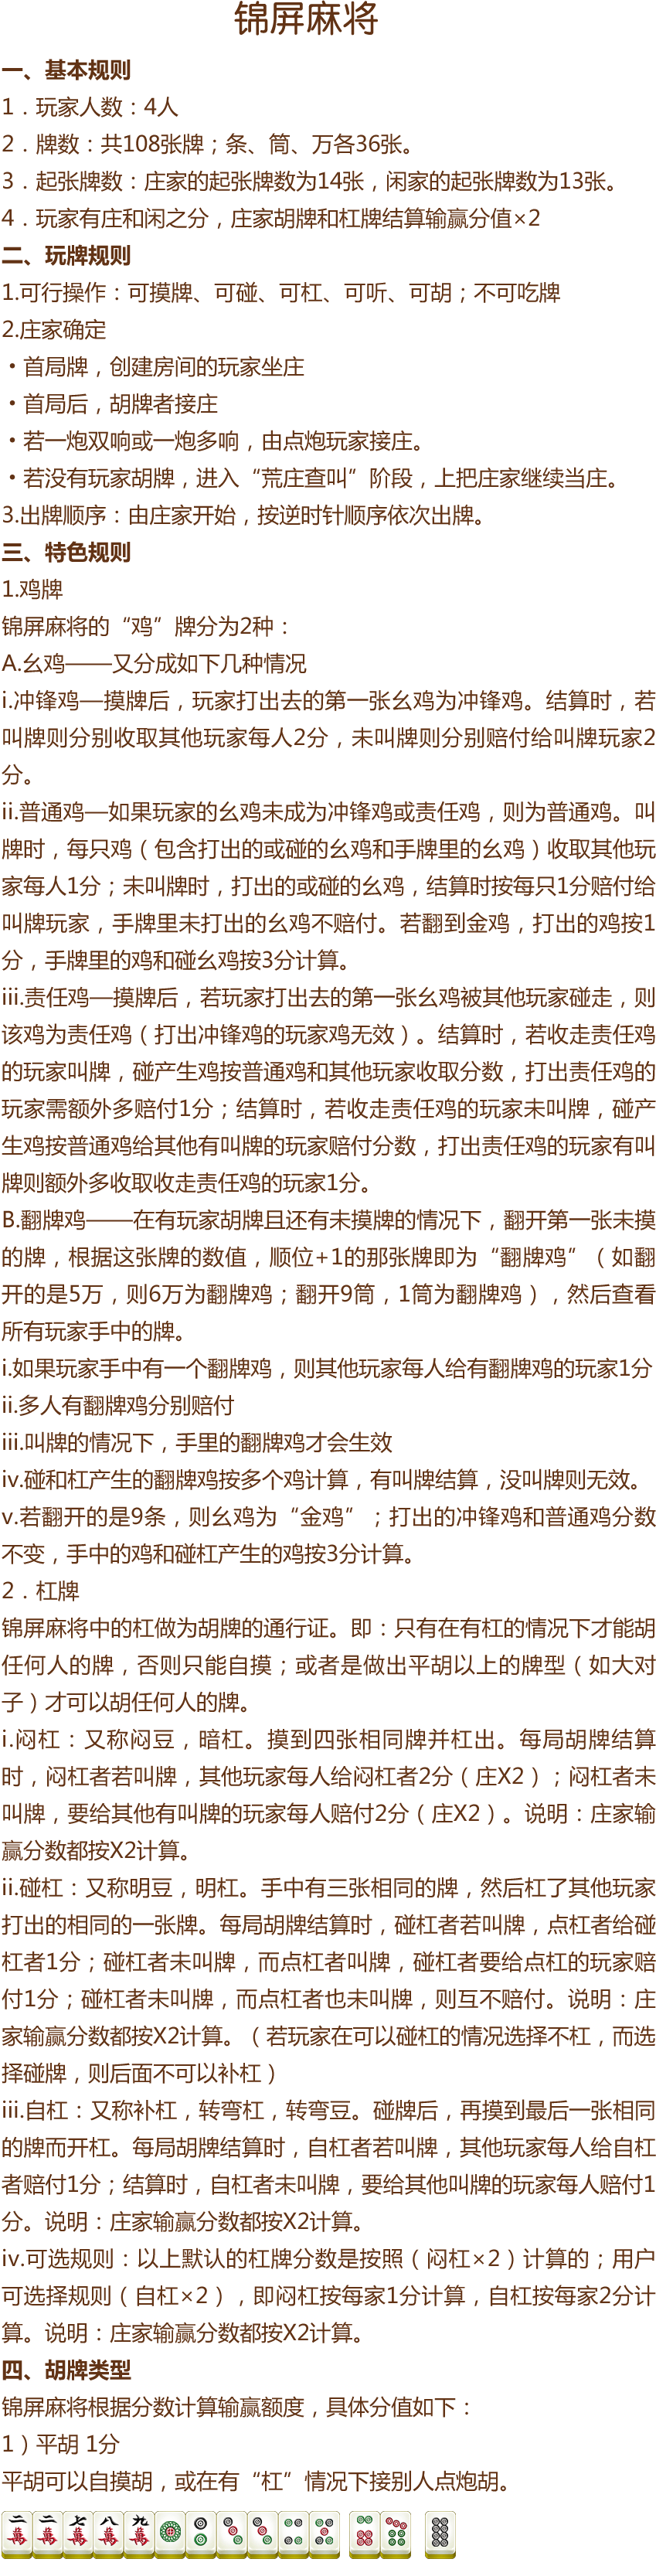 锦屏麻将
一、基本规则
1．玩家人数：4人
2．牌数：共108张牌；条、筒、万各36张。
3．起张牌数：庄家的起张牌数为14张，闲家的起张牌数为13张。
4．玩家有庄和闲之分，庄家胡牌和杠牌结算输赢分值×2
二、玩牌规则
1.可行操作：可摸牌、可碰、可杠、可听、可胡；不可吃牌
2.庄家确定
・首局牌，创建房间的玩家坐庄
・首局后，胡牌者接庄
・若一炮双响或一炮多响，由点炮玩家接庄。
・若没有玩家胡牌，进入“荒庄查叫”阶段，上把庄家继续当庄。
3.出牌顺序：由庄家开始，按逆时针顺序依次出牌。
三、特色规则
1.鸡牌
锦屏麻将的“鸡”牌分为2种：
A.幺鸡——又分成如下几种情况
i.冲锋鸡—摸牌后，玩家打出去的第一张幺鸡为冲锋鸡。结算时，若
叫牌则分别收取其他玩家每人2分，未叫牌则分别赔付给叫牌玩家2
分。
ii.普通鸡—如果玩家的幺鸡未成为冲锋鸡或责任鸡，则为普通鸡。叫
牌时，每只鸡（包含打出的或碰的幺鸡和手牌里的幺鸡）收取其他玩
家每人1分；未叫牌时，打出的或碰的幺鸡，结算时按每只1分赔付给
叫牌玩家，手牌里未打出的幺鸡不赔付。若翻到金鸡，打出的鸡按1
分，手牌里的鸡和碰幺鸡按3分计算。
iii.责任鸡—摸牌后，若玩家打出去的第一张幺鸡被其他玩家碰走，则
该鸡为责任鸡（打出冲锋鸡的玩家鸡无效）。结算时，若收走责任鸡
的玩家叫牌，碰产生鸡按普通鸡和其他玩家收取分数，打出责任鸡的
玩家需额外多赔付1分；结算时，若收走责任鸡的玩家未叫牌，碰产
生鸡按普通鸡给其他有叫牌的玩家赔付分数，打出责任鸡的玩家有叫
牌则额外多收取收走责任鸡的玩家1分。
B.翻牌鸡——在有玩家胡牌且还有未摸牌的情况下，翻开第一张未摸
的牌，根据这张牌的数值，顺位+1的那张牌即为“翻牌鸡”（如翻
开的是5万，则6万为翻牌鸡；翻开9筒，1筒为翻牌鸡），然后查看
所有玩家手中的牌。
i.如果玩家手中有一个翻牌鸡，则其他玩家每人给有翻牌鸡的玩家1分
ii.多人有翻牌鸡分别赔付
iii.叫牌的情况下，手里的翻牌鸡才会生效
iv.碰和杠产生的翻牌鸡按多个鸡计算，有叫牌结算，没叫牌则无效。
v.若翻开的是9条，则幺鸡为“金鸡”；打出的冲锋鸡和普通鸡分数
不变，手中的鸡和碰杠产生的鸡按3分计算。
2．杠牌
锦屏麻将中的杠做为胡牌的通行证。即：只有在有杠的情况下才能胡
任何人的牌，否则只能自摸；或者是做出平胡以上的牌型（如大对
子）才可以胡任何人的牌。
i.闷杠：又称闷豆，暗杠。摸到四张相同牌并杠出。每局胡牌结算
时，闷杠者若叫牌，其他玩家每人给闷杠者2分（庄X2）；闷杠者未
叫牌，要给其他有叫牌的玩家每人赔付2分（庄X2）。说明：庄家输
赢分数都按X2计算。
ii.碰杠：又称明豆，明杠。手中有三张相同的牌，然后杠了其他玩家
打出的相同的一张牌。每局胡牌结算时，碰杠者若叫牌，点杠者给碰
杠者1分；碰杠者未叫牌，而点杠者叫牌，碰杠者要给点杠的玩家赔
付1分；碰杠者未叫牌，而点杠者也未叫牌，则互不赔付。说明：庄
家输赢分数都按X2计算。（若玩家在可以碰杠的情况选择不杠，而选
择碰牌，则后面不可以补杠）
iii.自杠：又称补杠，转弯杠，转弯豆。碰牌后，再摸到最后一张相同
的牌而开杠。每局胡牌结算时，自杠者若叫牌，其他玩家每人给自杠
者赔付1分；结算时，自杠者未叫牌，要给其他叫牌的玩家每人赔付1
分。说明：庄家输赢分数都按X2计算。
iv.可选规则：以上默认的杠牌分数是按照（闷杠×2）计算的；用户
可选择规则（自杠×2），即闷杠按每家1分计算，自杠按每家2分计
算。说明：庄家输赢分数都按X2计算。
四、胡牌类型
锦屏麻将根据分数计算输赢额度，具体分值如下：
1）平胡 1分
平胡可以自摸胡，或在有“杠”情况下接别人点炮胡。
二萬 二萬 七萬 八萬 九萬